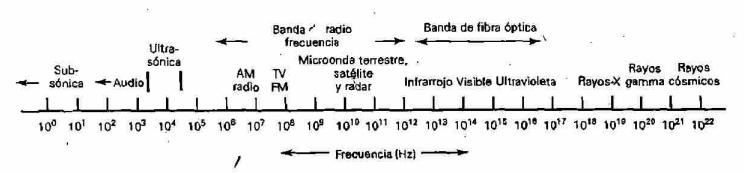 Banda radio frecuencia
Banda de fibra óptica
Sub-
sónica
Audio
Ultra-
sónica
AM
radio
TV
FM
Microonda terrestre,
satélite
y radar
Infrarrojo Visible Ultravioleta
Rayos-X
Rayos
gamma
Rayos
cósmicos
10⁰ 10¹ 10² 10³ 10⁴ 10⁵ 10⁶ 10⁷ 10⁸ 10⁹ 10¹⁰ 10¹¹ 10¹² 10¹³ 10¹⁴ 10¹⁵ 10¹⁶ 10¹⁷ 10¹⁸ 10¹⁹ 10²⁰ 10²¹ 10²²
Frecuencia (Hz)